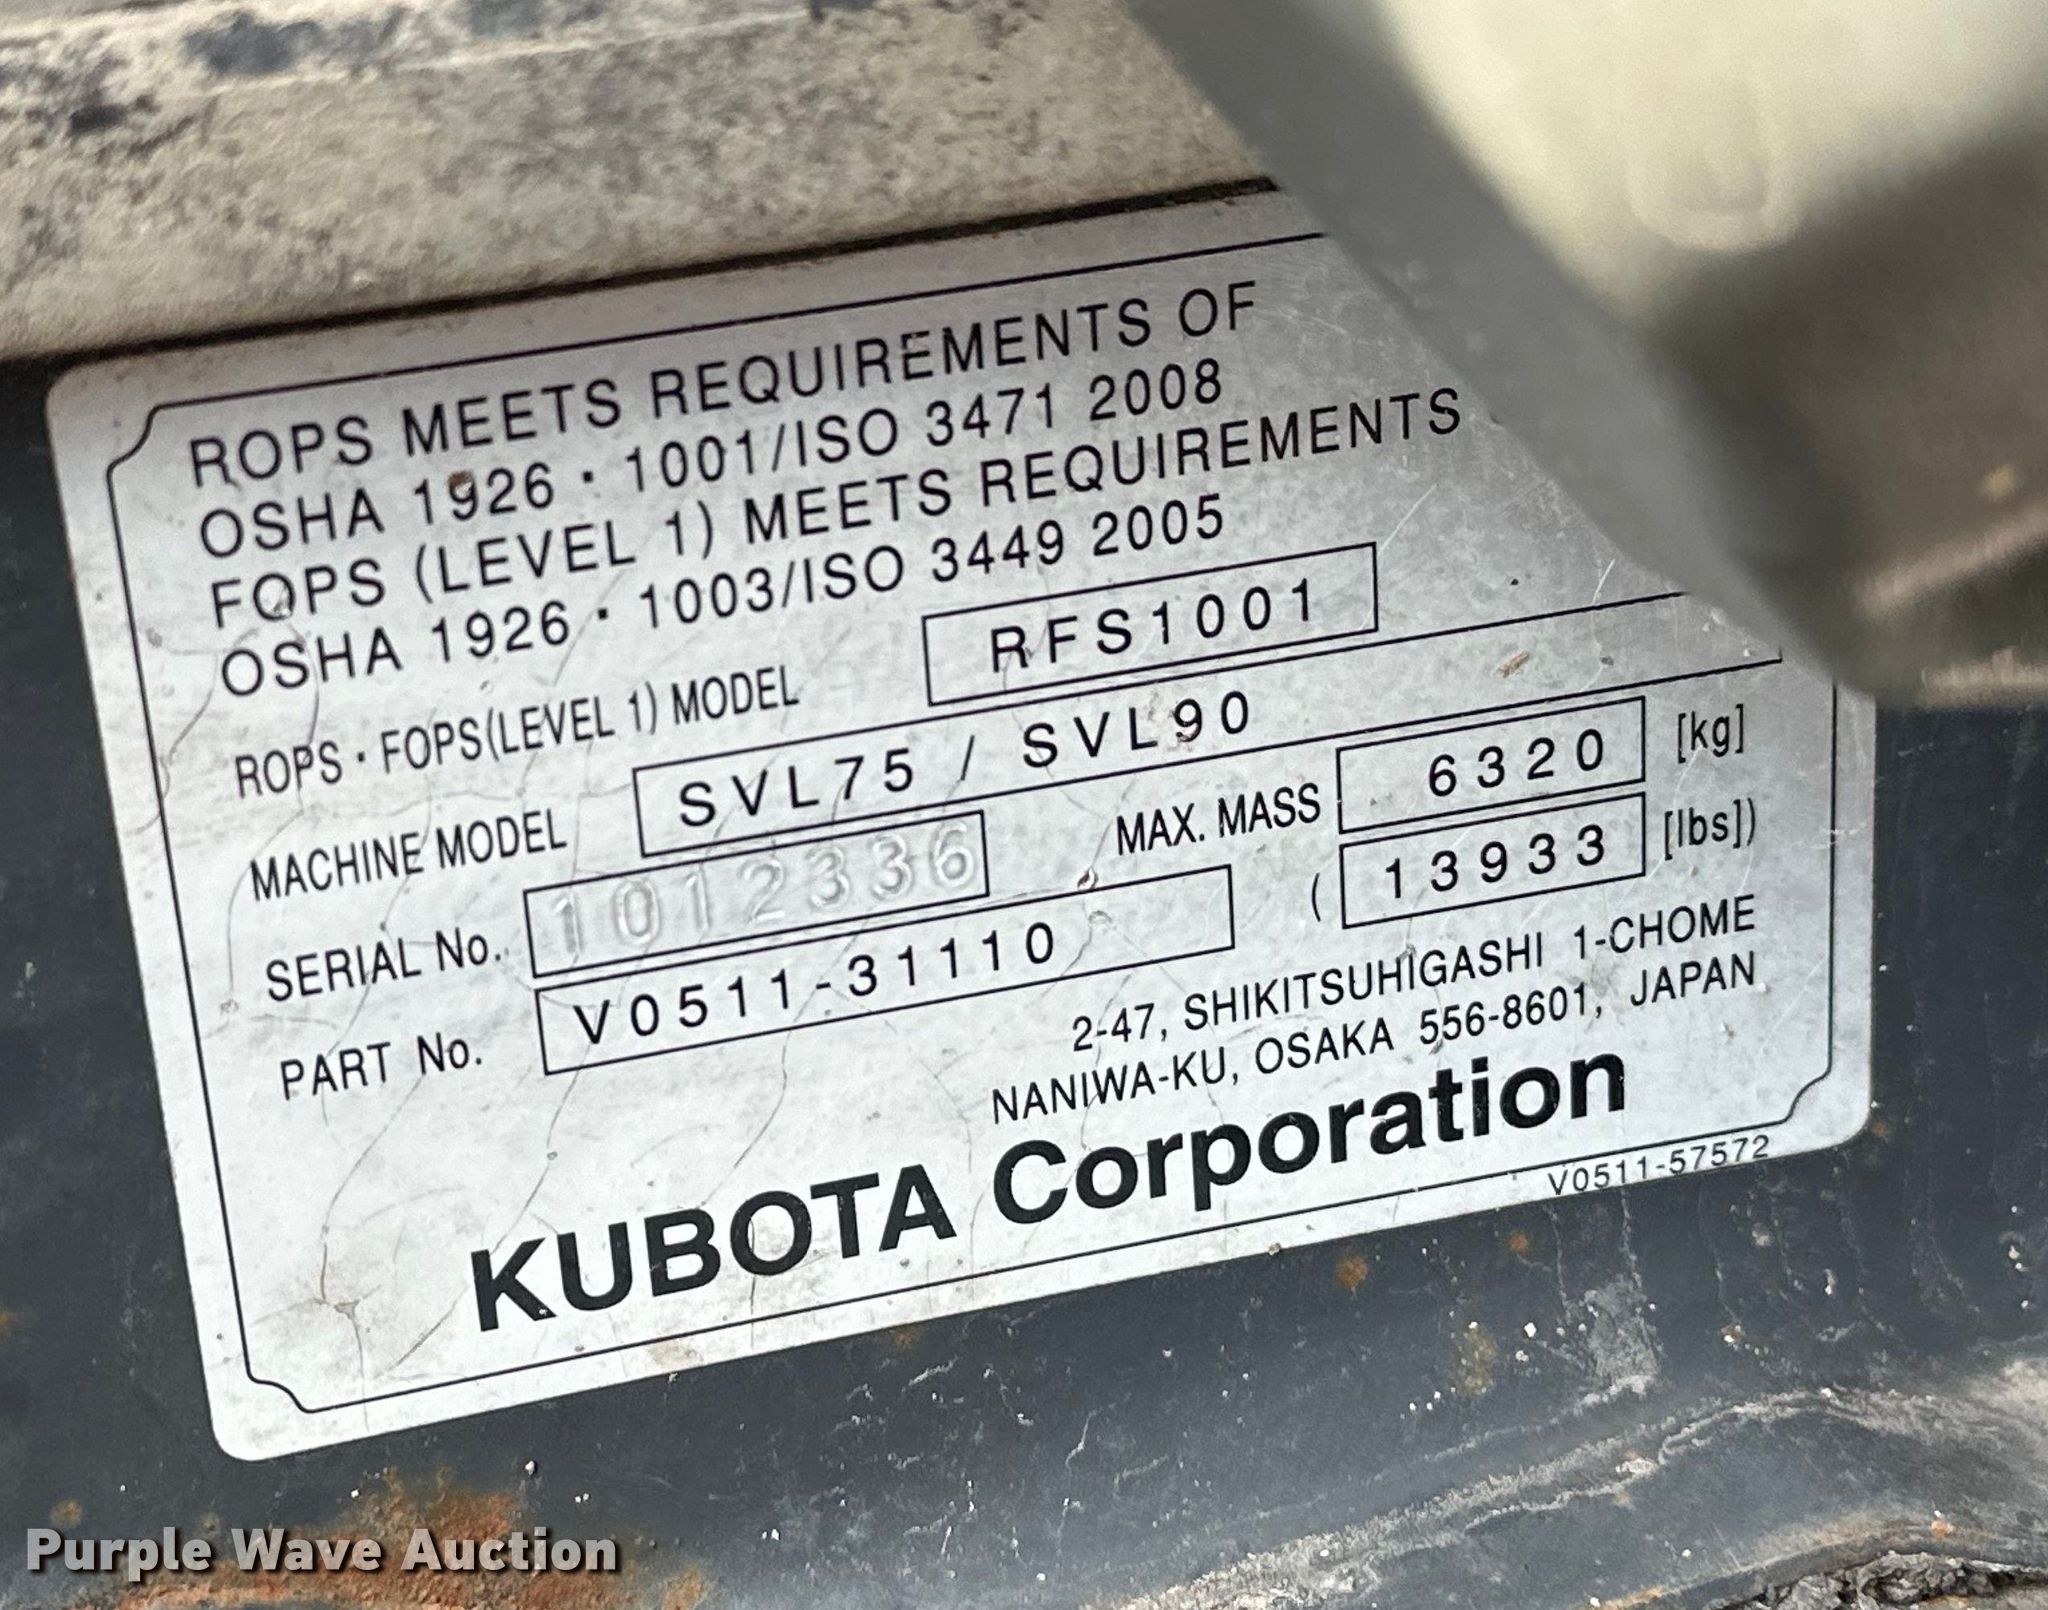 ROPS MEETS REQUIREMENTS OF
OSHA 1926・1001/ISO 3471 2008
FOPS (LEVEL 1) MEETS REQUIREMENTS
OSHA 1926・1003/ISO 3449 2005
ROPS・FOPS(LEVEL 1) MODEL RFS1001
MACHINE MODEL SVL75 / SVL90
SERIAL No. 1012336 MAX. MASS 6320 [kg]
(13933 [lbs])
PART No. V0511-31110
2-47, SHIKITSUHIGASHI 1-CHOME
NANIWA-KU, OSAKA 556-8601, JAPAN
KUBOTA Corporation
V0511-57572
Purple Wave Auction